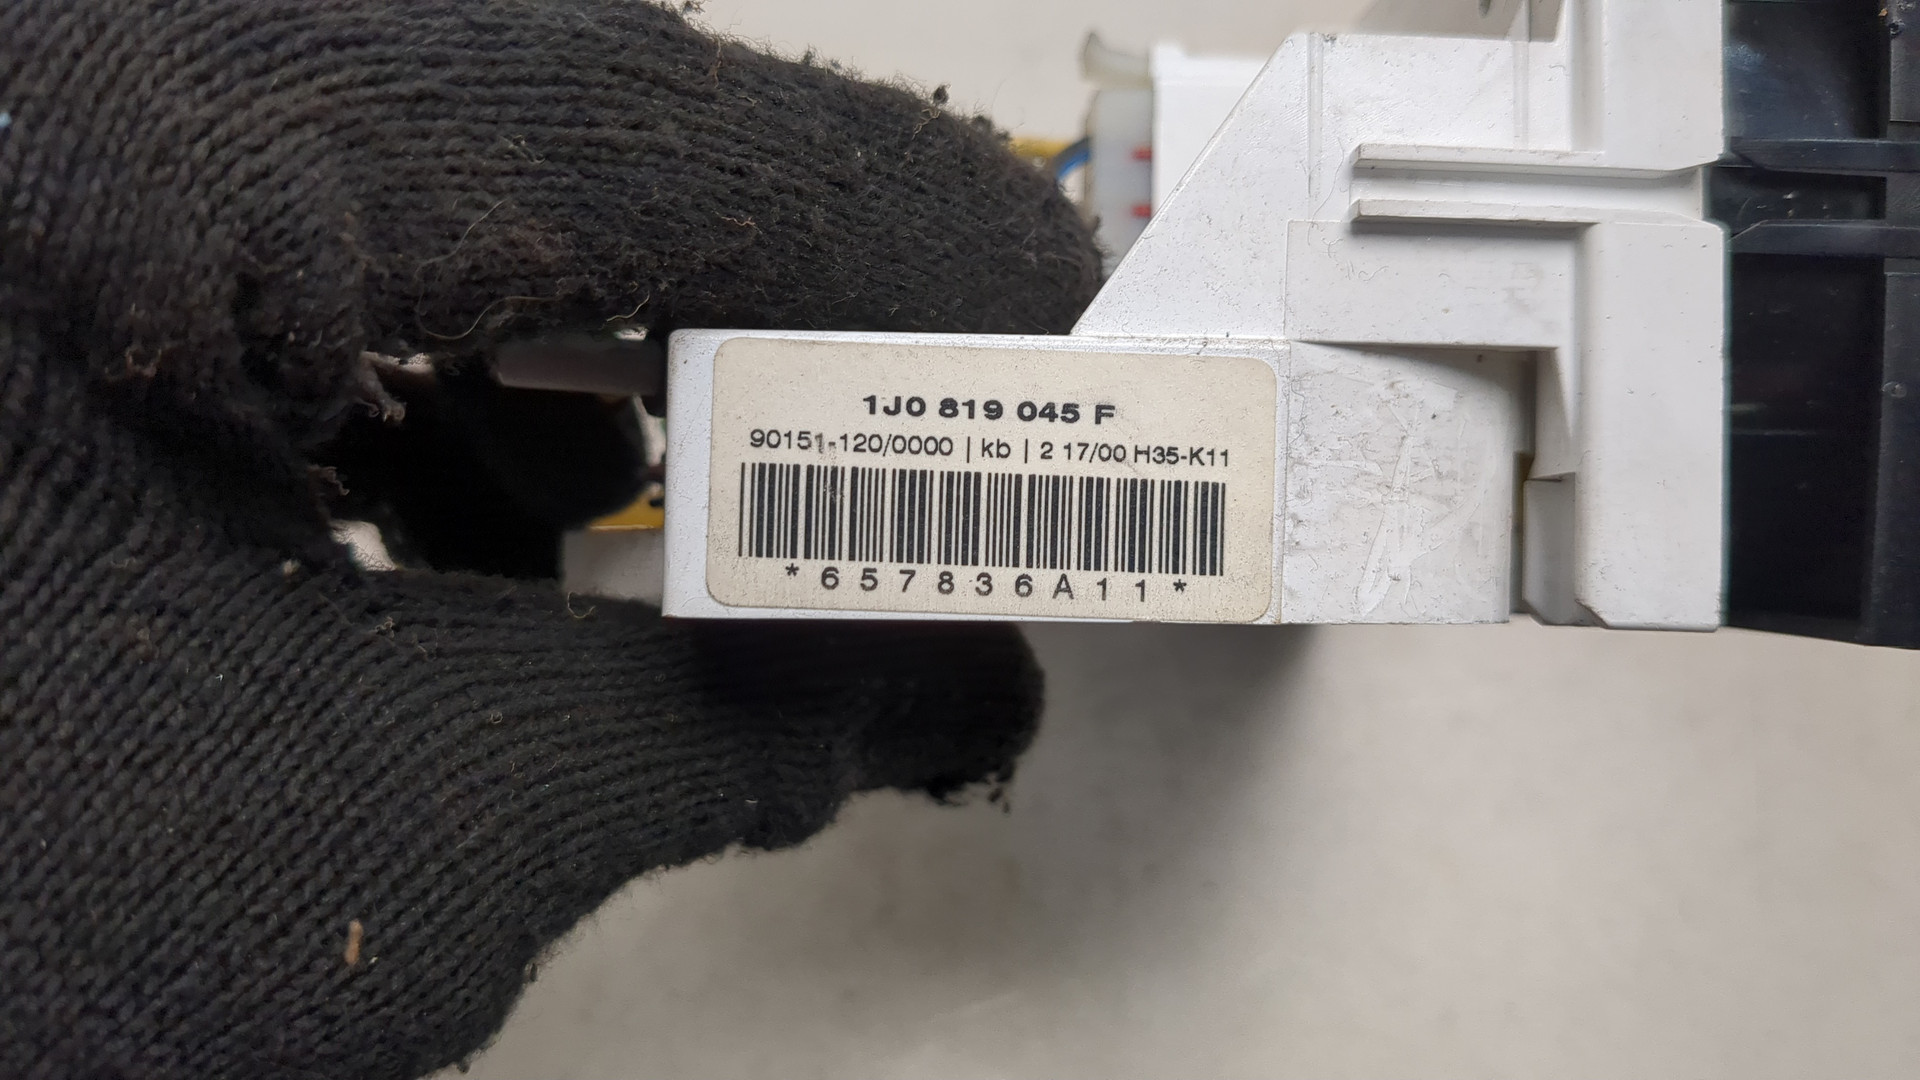 1J0 819 045 F
90151-120/0000 | kb | 2 17/00 H35-K11
*657836A11*